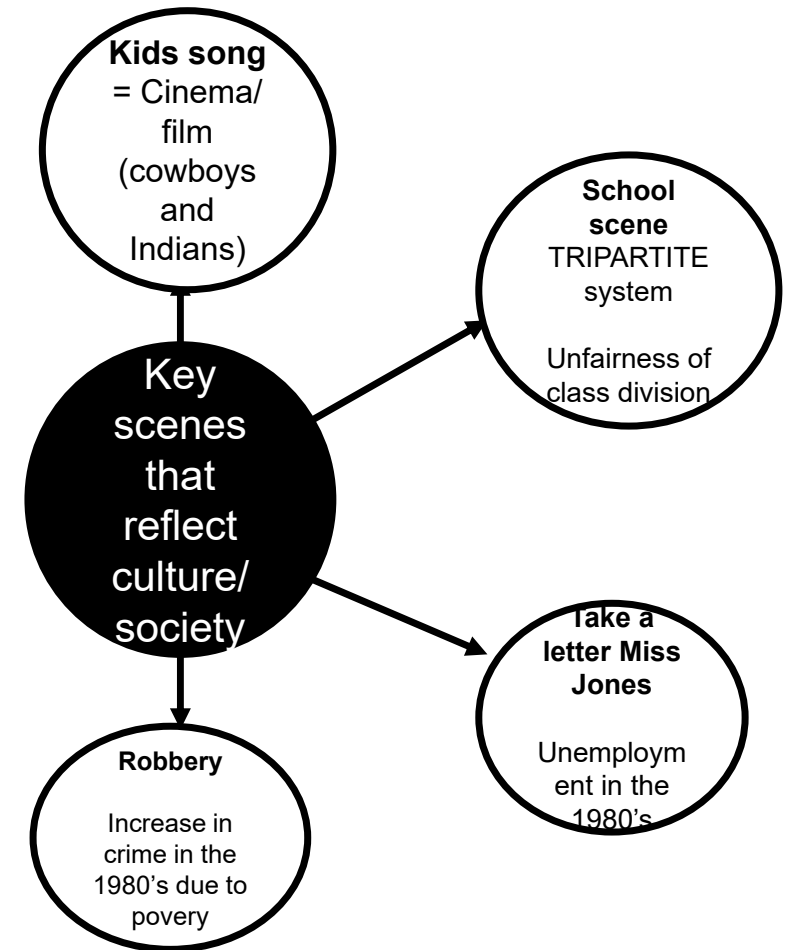 Kids song
= Cinema/
film
(cowboys
and
Indians)
School
scene
TRIPARTITE
system
Unfairness of
class division
Key
scenes
that
reflect
culture/
society
Take a
letter Miss
Jones
Unemploym
ent in the
1980's
Robbery
Increase in
crime in the
1980's due to
povery